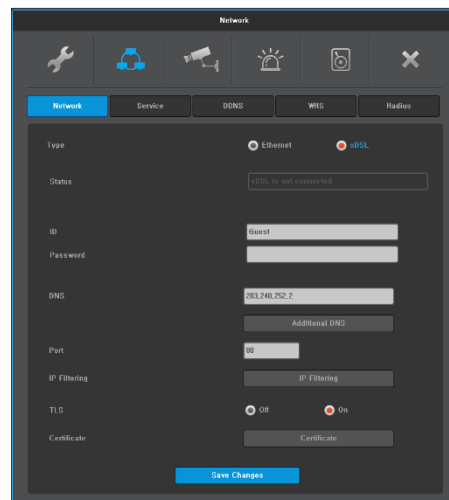 Network
Network Service DDNS WRS Radius
Type Ethernet xDSL
Status xDSL is not connected
ID Guest
Password
DNS 203,248,252,2
Additional DNS
Port 80
IP Filtering IP Filtering
TLS Off On
Certificate Certificate
Save Changes